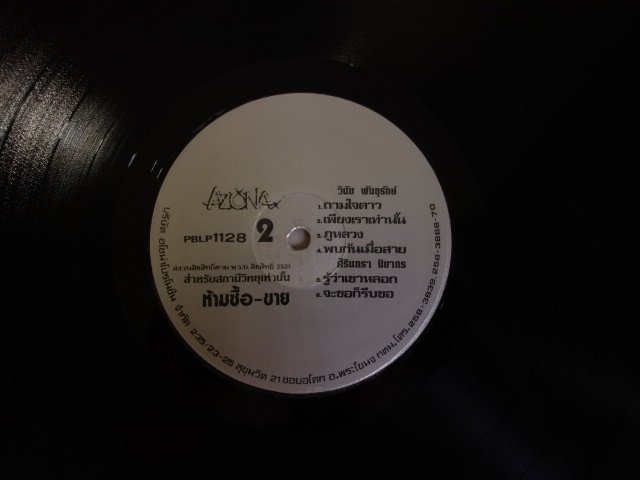 AZONA
PBLP1128
2
สงวนลิขสิทธิ์ตาม พ.ร.บ. ลิขสิทธิ์ 2521
สำหรับสถานีวิทยุเท่านั้น
ห้ามซื้อ-ขาย
วินัย พันธุรักษ์
1. ถามใจดาว
2. เพียงเราเท่านั้น
3. ภูหลวง
4. พบกันเมื่อสาย
ศิรินทรา นิยากร
5. รู้ว่าเขาหลอก
6. จะขอก็รีบขอ
บริษัท อโซน่าโปรโมชั่น จำกัด 235/23-25 สุขุมวิท 21 ซอยอโศก อ.พระโขนง กทม. โทร. 258-3839, 258-3868-70